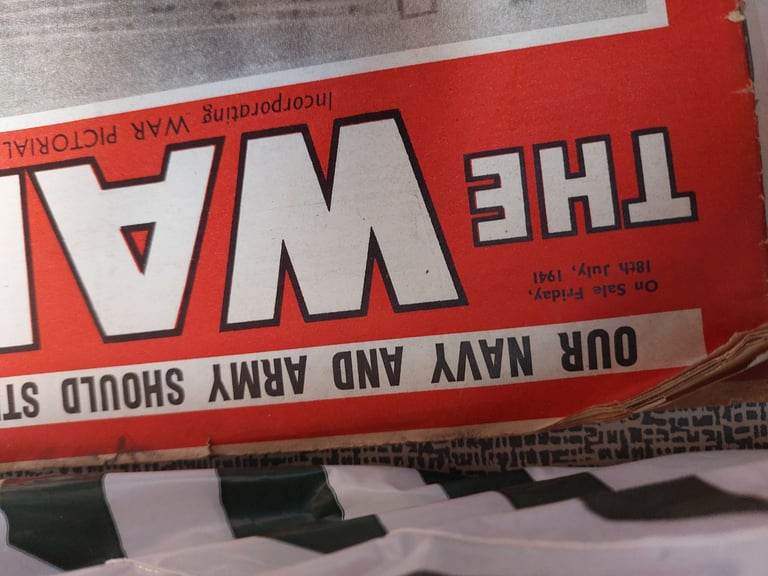 OUR NAVY AND ARMY SHOULD ST
On Sale Friday,
18th July, 1941
THE WA
Incorporating WAR PICTORIAL